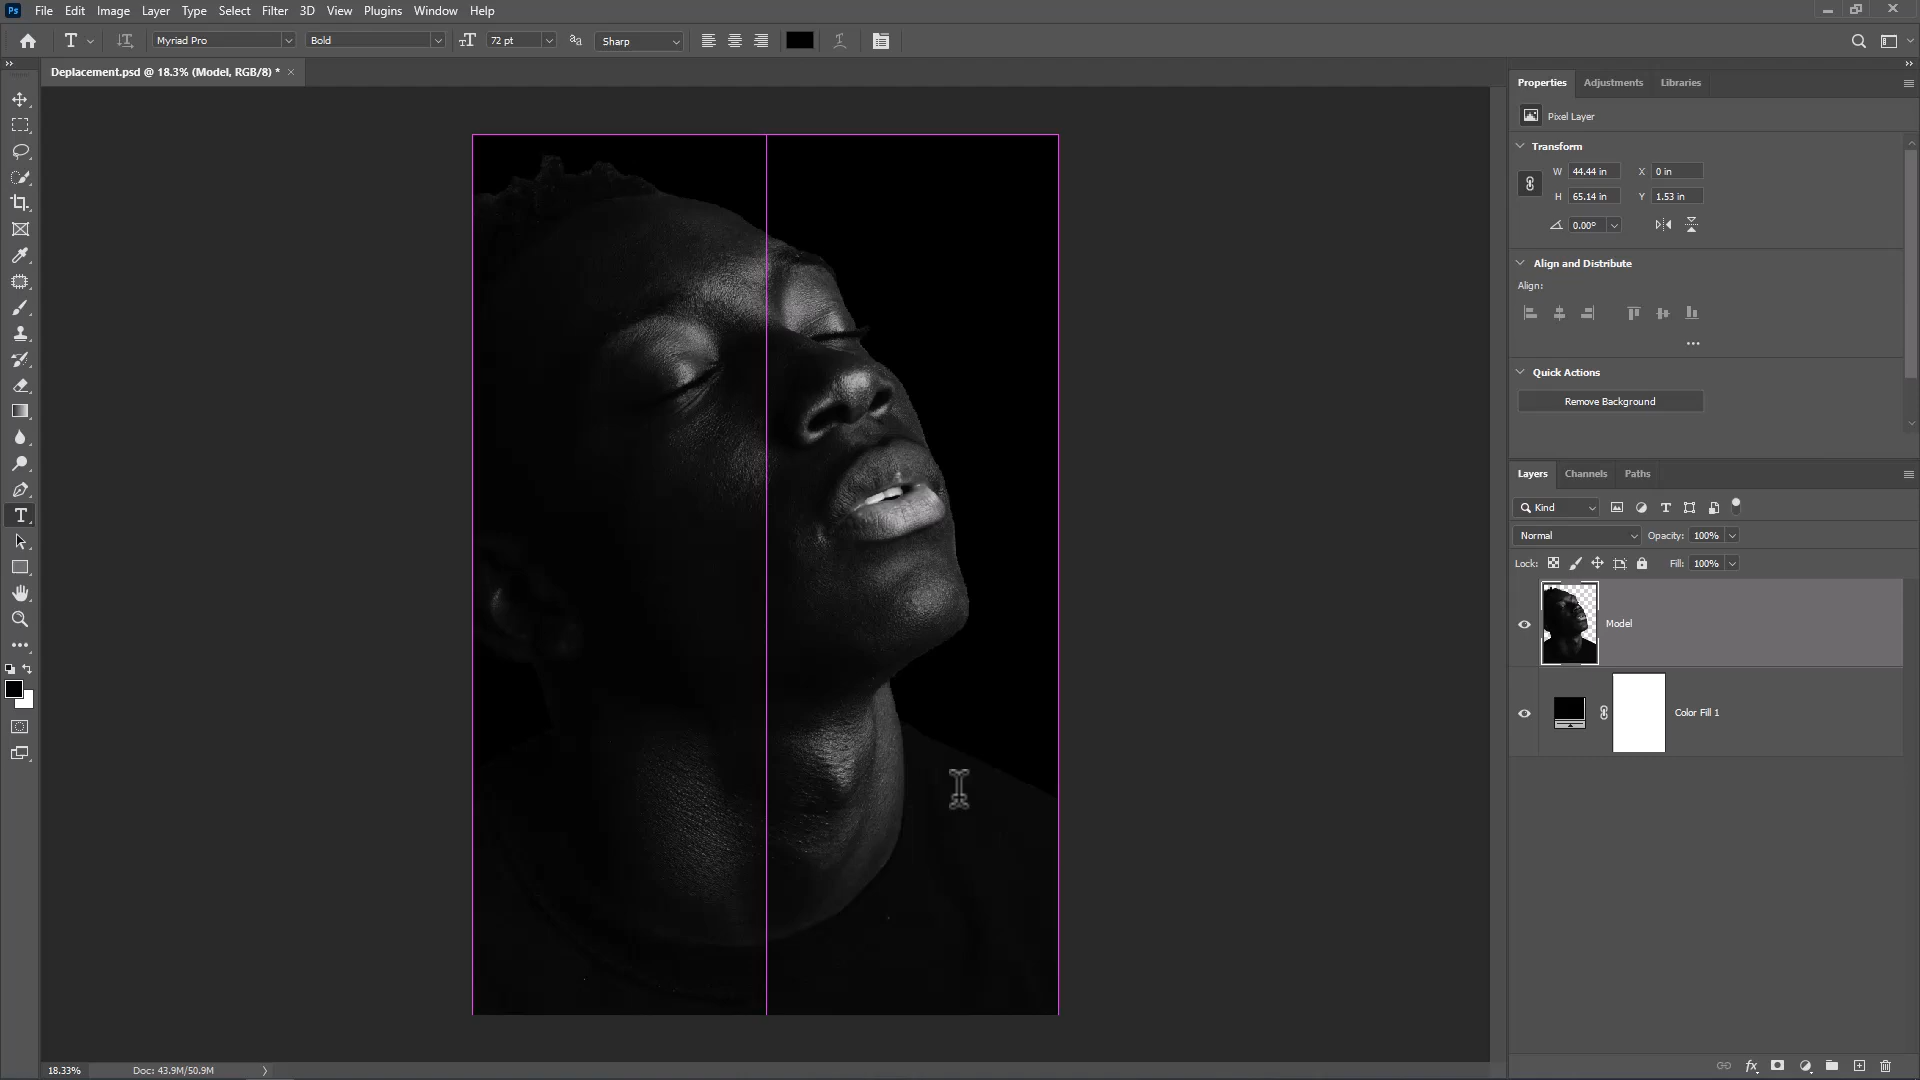 Ps File Edit Image Layer Type Select Filter 3D View Plugins Window Help
T Myriad Pro Bold 72 pt aa Sharp
Deplacement.psd @ 18.3% (Model, RGB/8) *
Properties Adjustments Libraries
Pixel Layer
Transform
W 44.44 in X 0 in
H 65.14 in Y 1.53 in
0.00°
Align and Distribute
Align:
Quick Actions
Remove Background
Layers Channels Paths
Kind
Normal Opacity: 100%
Lock: Fill: 100%
Model
Color Fill 1
fx
18.33% Doc: 43.9M/50.9M